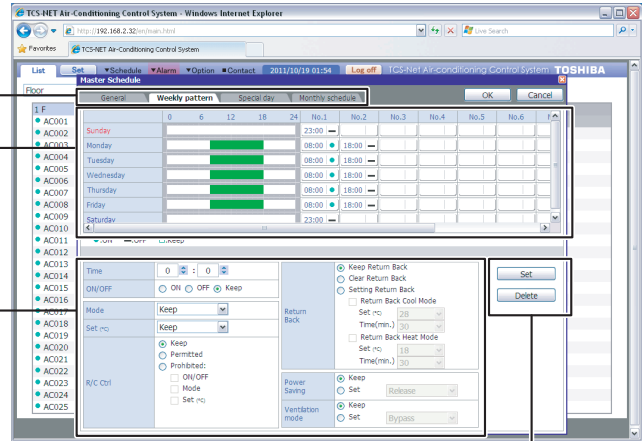 TCS-NET Air-Conditioning Control System - Windows Internet Explorer
http://192.168.2.32/en/main.html
Live Search
Favorites TCS-NET Air-Conditioning Control System
List Set ▼Schedule ▼Alarm ▼Option ■Contact 2011/10/19 01:54 Log off TCS-Net Air-conditioning Control System TOSHIBA
Master Schedule
Floor
General Weekly pattern Special day Monthly schedule OK Cancel
1 F
0 6 12 18 24 No.1 No.2 No.3 No.4 No.5 No.6
AC001
AC002
AC003
AC004
AC005
AC006
AC007
AC008
AC009
AC010
AC011
AC012
AC013
AC014
AC015
AC016
AC017
AC018
AC019
AC020
AC021
AC022
AC023
AC024
AC025
Sunday 23:00 —
Monday 08:00 ● 18:00 —
Tuesday 08:00 ● 18:00 —
Wednesday 08:00 ● 18:00 —
Thursday 08:00 ● 18:00 —
Friday 08:00 ● 18:00 —
Saturday 23:00 —
●:ON —:OFF □:Keep
Time 0 : 0
ON/OFF ON OFF Keep
Mode Keep
Set (°C) Keep
R/C Ctrl
Keep
Permitted
Prohibited:
ON/OFF
Mode
Set (°C)
Return Back
Keep Return Back
Clear Return Back
Setting Return Back
Return Back Cool Mode
Set (°C) 28
Time(min.) 30
Return Back Heat Mode
Set (°C) 18
Time(min.) 30
Power Saving
Keep
Set Release
Ventilation mode
Keep
Set Bypass
Set
Delete